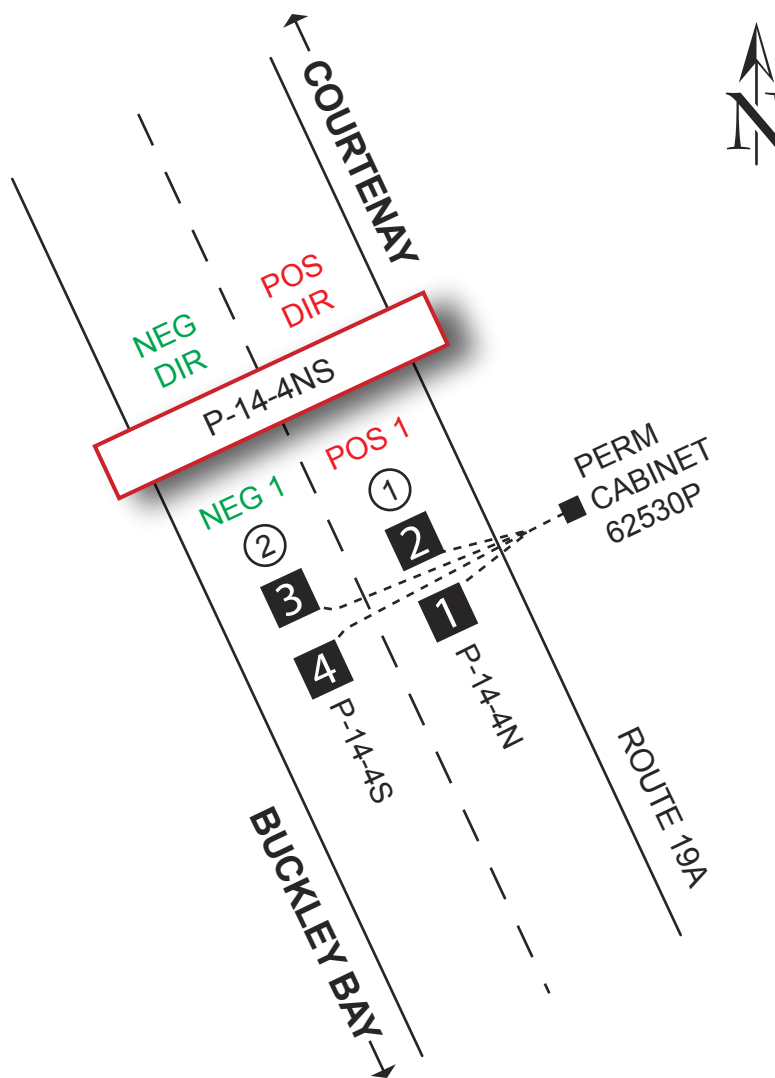 COURTENAY
N
POS
DIR
NEG
DIR
P-14-4NS
POS 1
NEG 1
1
2
2
3
1
4
PERM
CABINET
62530P
P-14-4N
P-14-4S
ROUTE 19A
BUCKLEY BAY